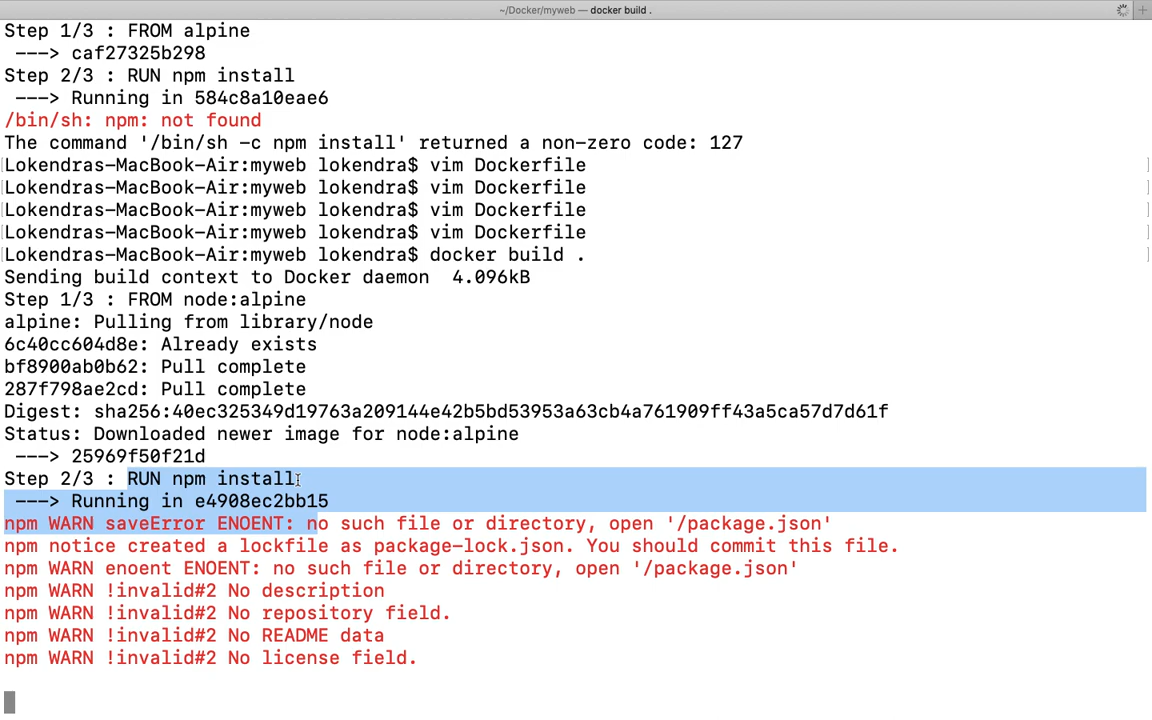 ~/Docker/myweb — docker build .
Step 1/3 : FROM alpine
---> caf27325b298
Step 2/3 : RUN npm install
---> Running in 584c8a10eae6
/bin/sh: npm: not found
The command '/bin/sh -c npm install' returned a non-zero code: 127
Lokendras-MacBook-Air:myweb lokendra$ vim Dockerfile
Lokendras-MacBook-Air:myweb lokendra$ vim Dockerfile
Lokendras-MacBook-Air:myweb lokendra$ vim Dockerfile
Lokendras-MacBook-Air:myweb lokendra$ vim Dockerfile
Lokendras-MacBook-Air:myweb lokendra$ docker build .
Sending build context to Docker daemon  4.096kB
Step 1/3 : FROM node:alpine
alpine: Pulling from library/node
6c40cc604d8e: Already exists
bf8900ab0b62: Pull complete
287f798ae2cd: Pull complete
Digest: sha256:40ec325349d19763a209144e42b5bd53953a63cb4a761909ff43a5ca57d7d61f
Status: Downloaded newer image for node:alpine
---> 25969f50f21d
Step 2/3 : RUN npm install
---> Running in e4908ec2bb15
npm WARN saveError ENOENT: no such file or directory, open '/package.json'
npm notice created a lockfile as package-lock.json. You should commit this file.
npm WARN enoent ENOENT: no such file or directory, open '/package.json'
npm WARN !invalid#2 No description
npm WARN !invalid#2 No repository field.
npm WARN !invalid#2 No README data
npm WARN !invalid#2 No license field.